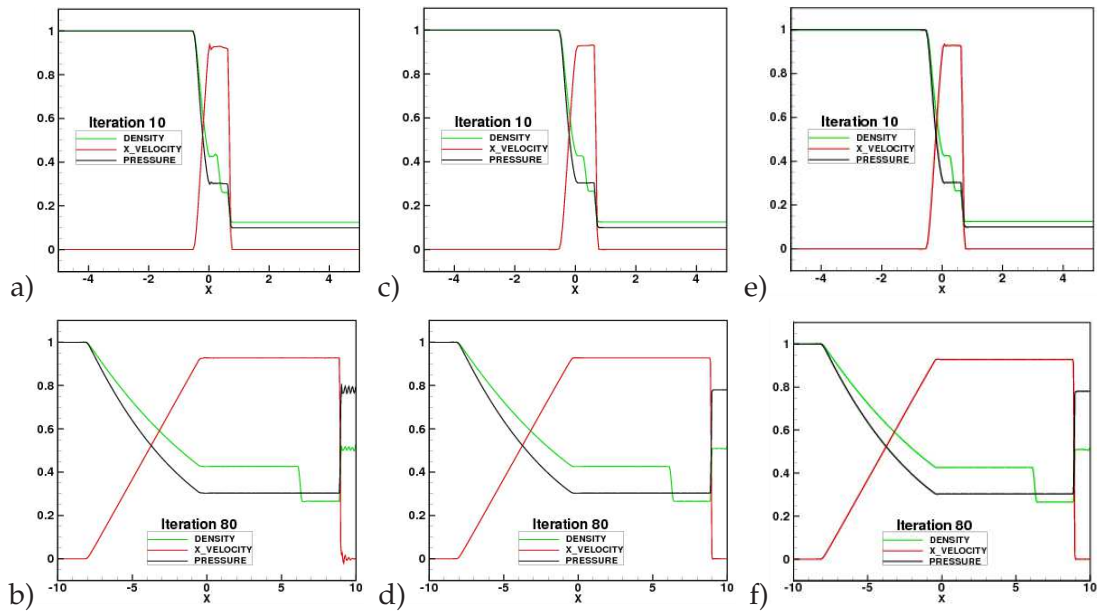 1
0.8
0.6
0.4
0.2
0
Iteration 10
DENSITY
X_VELOCITY
PRESSURE
-4 -2 0 2 4
X
a)
1
0.8
0.6
0.4
0.2
0
Iteration 10
DENSITY
X_VELOCITY
PRESSURE
-4 -2 0 2 4
X
c)
1
0.8
0.6
0.4
0.2
0
Iteration 10
DENSITY
X_VELOCITY
PRESSURE
-4 -2 0 2 4
X
e)
1
0.8
0.6
0.4
0.2
0
Iteration 80
DENSITY
X_VELOCITY
PRESSURE
-10 -5 0 5 10
X
b)
1
0.8
0.6
0.4
0.2
0
Iteration 80
DENSITY
X_VELOCITY
PRESSURE
-10 -5 0 5 10
X
d)
1
0.8
0.6
0.4
0.2
0
Iteration 80
DENSITY
X_VELOCITY
PRESSURE
-10 -5 0 5 10
X
f)